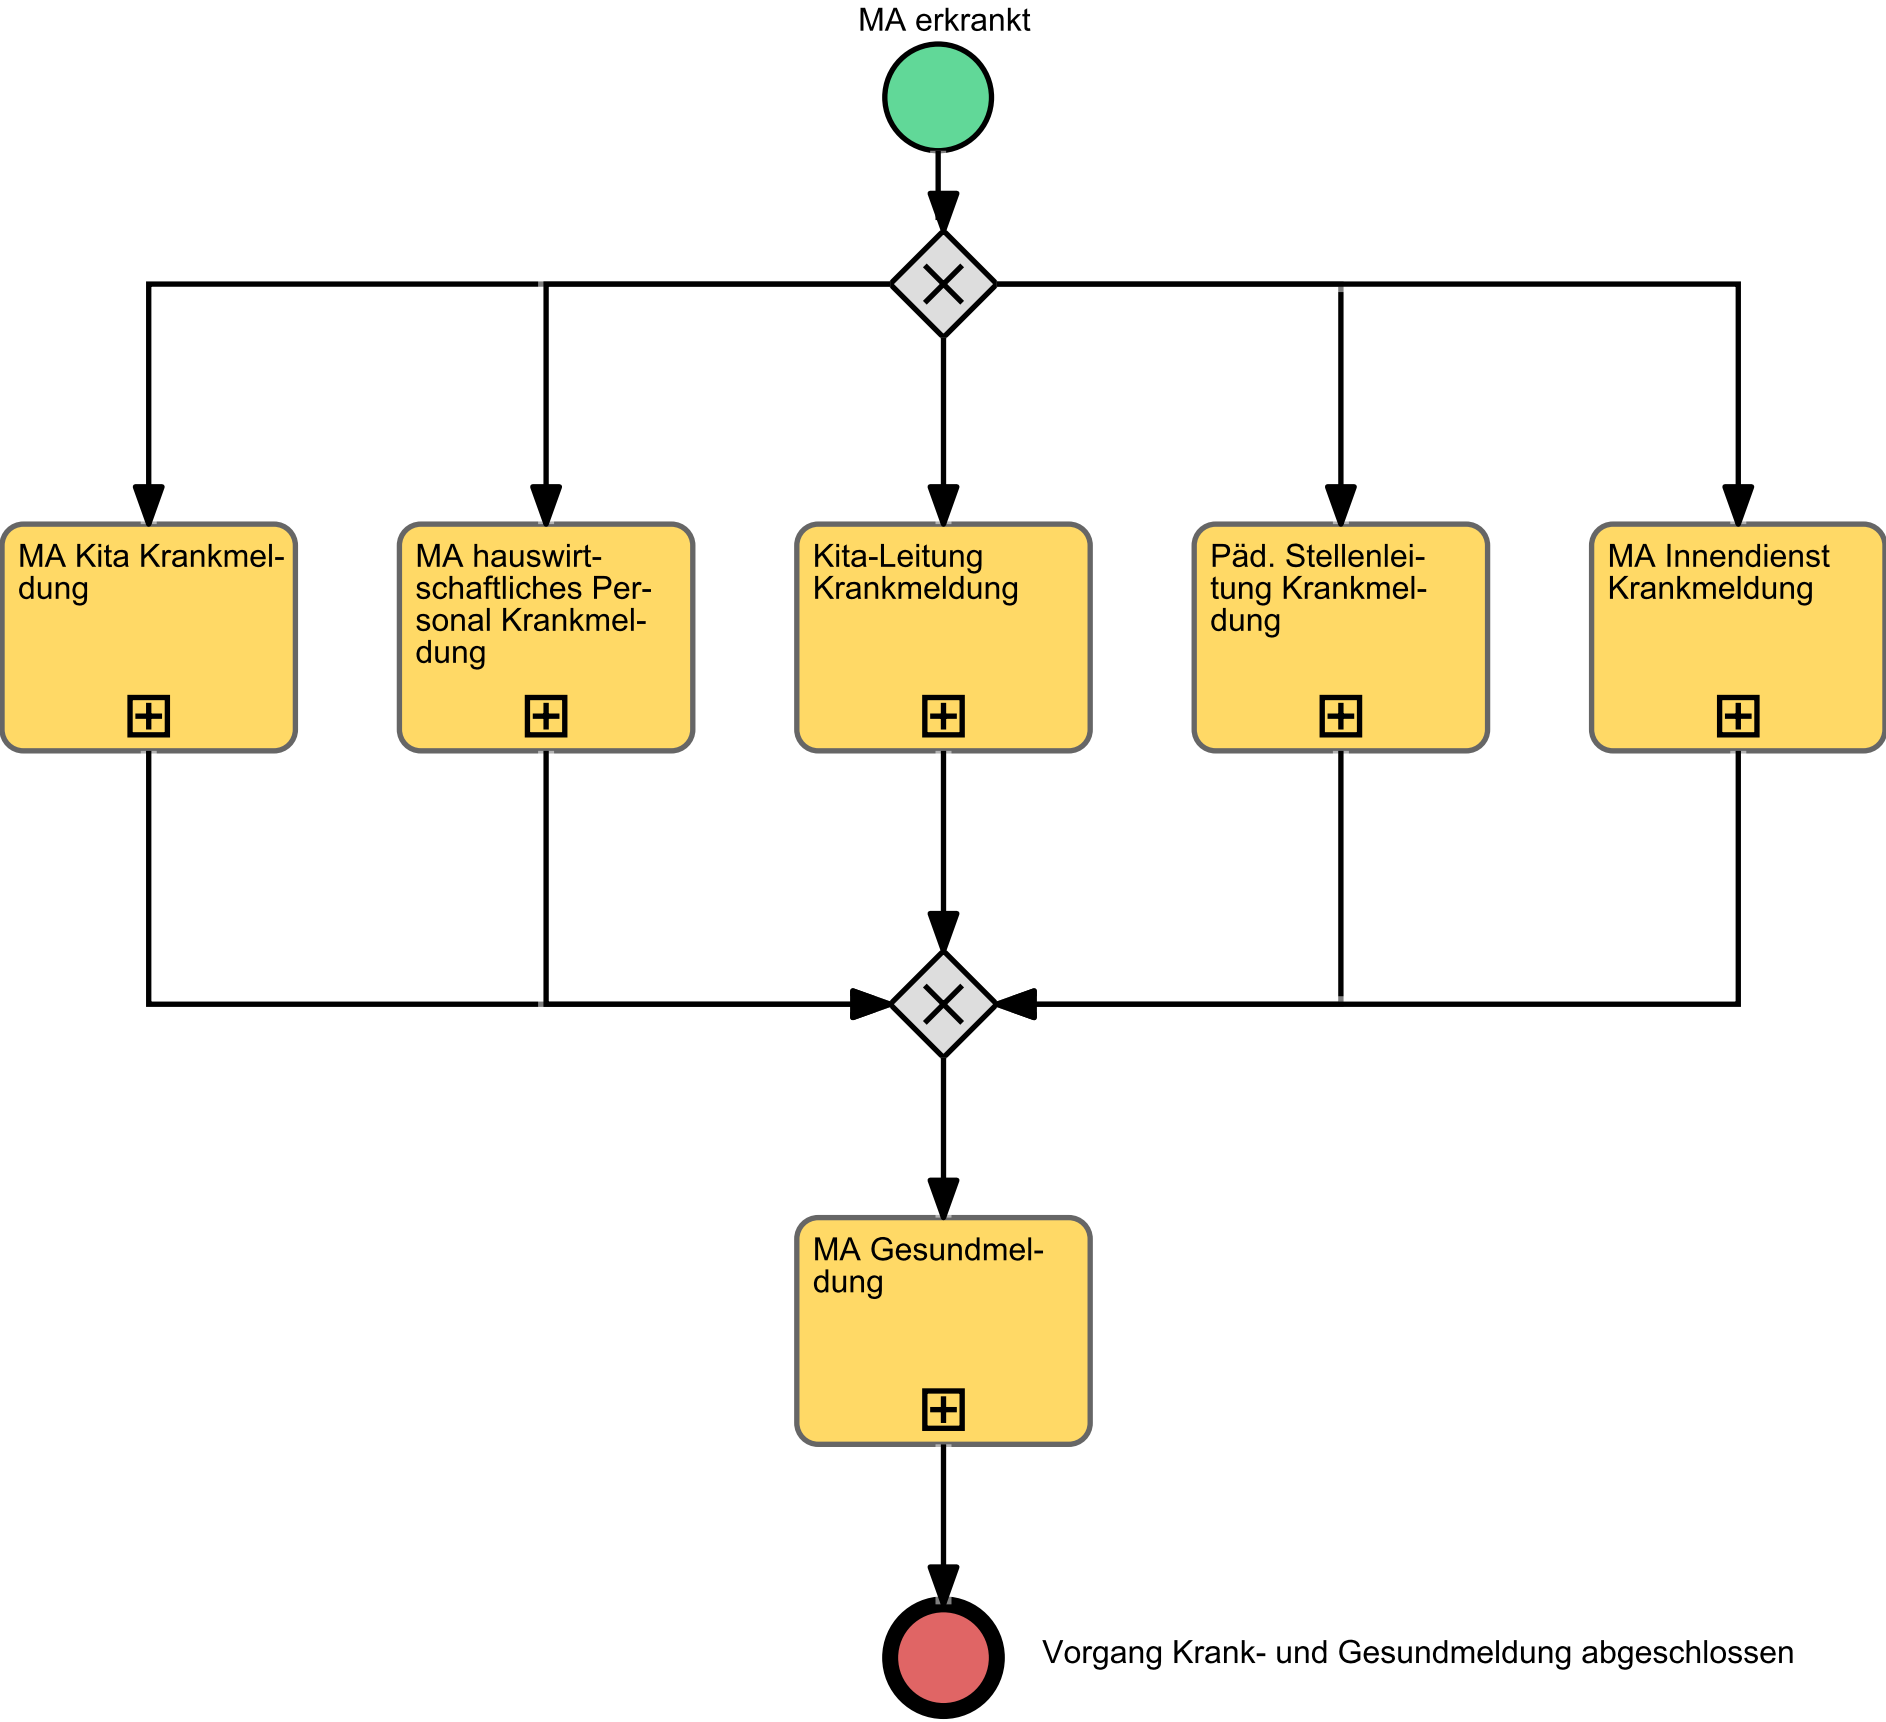 MA erkrankt
MA Kita Krankmel-
dung
MA hauswirt-
schaftliches Per-
sonal Krankmel-
dung
Kita-Leitung
Krankmeldung
Päd. Stellenlei-
tung Krankmel-
dung
MA Innendienst
Krankmeldung
MA Gesundmel-
dung
Vorgang Krank- und Gesundmeldung abgeschlossen